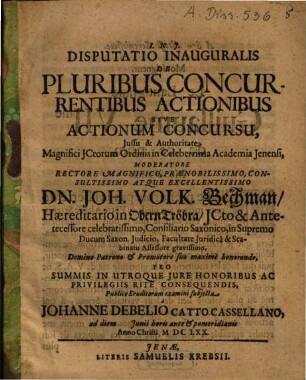 A. Diss. 536 5
I. N. J.
DISPUTATIO INAUGURALIS
DE
PLURIBUS CONCUR-
RENTIBUS ACTIONIBUS
SIVE
ACTIONUM CONCURSU,
Jussu & Authoritate
Magnifici JCtorum Ordinis in Celeberrima Academia Jenensi,
MODERATORE
RECTORE MAGNIFICO, PRÆNOBILISSIMO, CON-
SULTISSIMO ATQUE EXCELLENTISSIMO
DN. JOH. VOLK. Bechman/
Hæreditario in Obern Tröbra/ JCto & Ante-
cessore celebratissimo, Consiliario Saxonico, in Supremo
Ducum Saxon. Judicio, Facultate Juridicâ & Sca-
binatu Assessore gravissimo,
Domino Patrono & Promotore suo maximè honorando,
PRO
SUMMIS IN UTROQUE JURE HONORIBUS AC
PRIVILEGIIS RITE CONSEQUENDIS,
Publico Eruditorum examini subjecta
A
JOHANNE DEBELIO CATTO-CASSELLANO,
ad diem Junii horis ante & pomeridianis
Anno Christi M DC LXX.
JENÆ,
LITERIS SAMUELIS KREBSII.